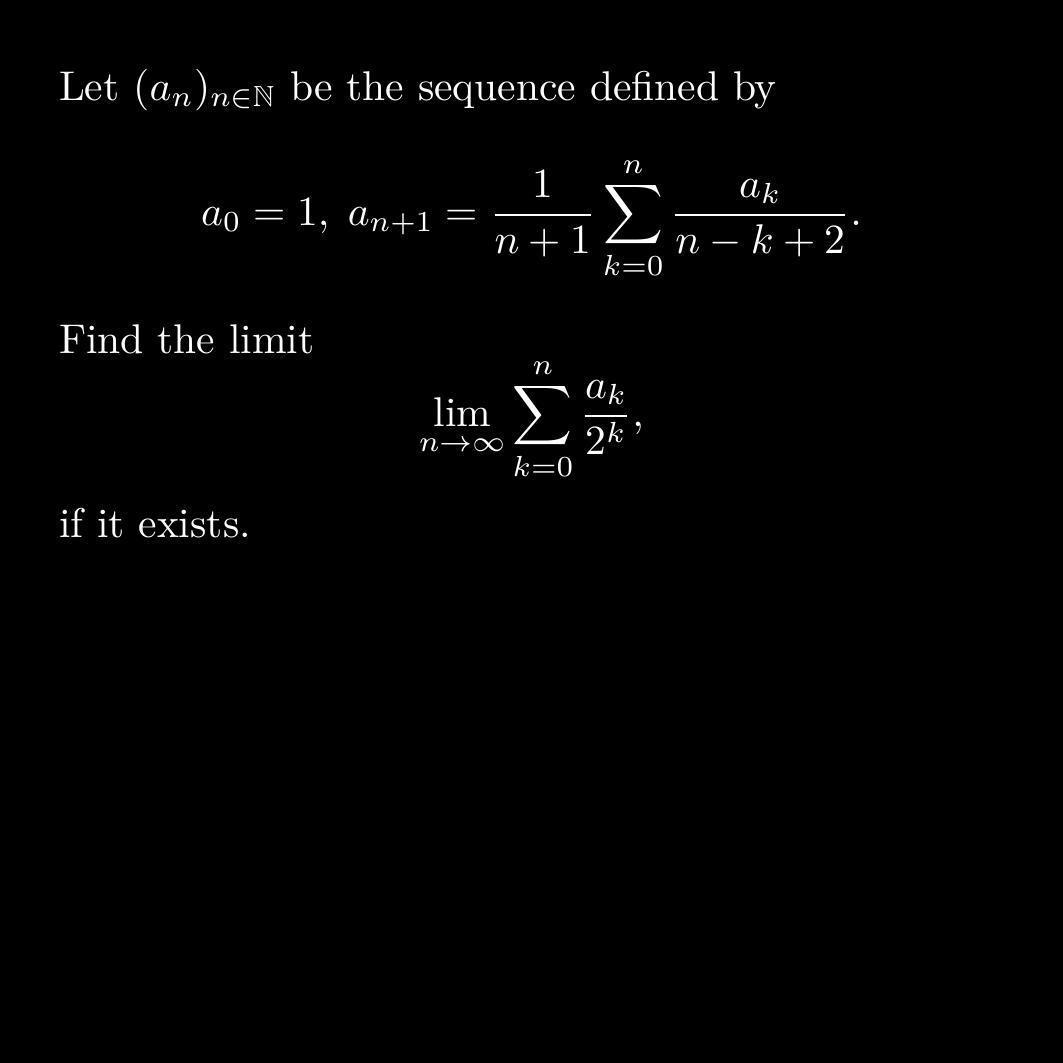 Let $(a_n)_{n \in \mathbb{N}}$ be the sequence defined by
$$a_0 = 1, \; a_{n+1} = \frac{1}{n+1} \sum_{k=0}^{n} \frac{a_k}{n-k+2}.$$
Find the limit
$$\lim_{n \to \infty} \sum_{k=0}^{n} \frac{a_k}{2^k},$$
if it exists.